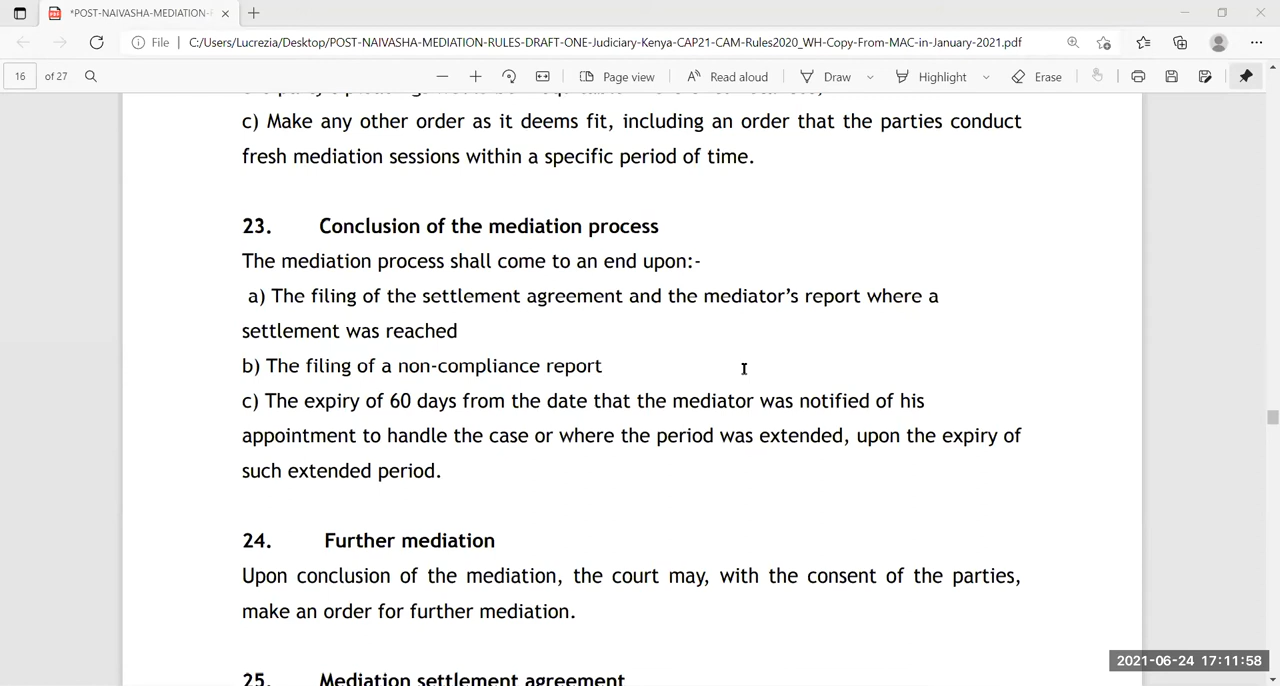 *POST-NAIVASHA-MEDIATION-
File
C:/Users/Lucrezia/Desktop/POST-NAIVASHA-MEDIATION-RULES-DRAFT-ONE-Judiciary-Kenya-CAP21-CAM-Rules2020_WH-Copy-From-MAC-in-January-2021.pdf
16 of 27 Page view Read aloud Draw Highlight Erase
c) Make any other order as it deems fit, including an order that the parties conduct
fresh mediation sessions within a specific period of time.
23. Conclusion of the mediation process
The mediation process shall come to an end upon:-
a) The filing of the settlement agreement and the mediator’s report where a
settlement was reached
b) The filing of a non-compliance report
c) The expiry of 60 days from the date that the mediator was notified of his
appointment to handle the case or where the period was extended, upon the expiry of
such extended period.
24. Further mediation
Upon conclusion of the mediation, the court may, with the consent of the parties,
make an order for further mediation.
25. Mediation settlement agreement
2021-06-24 17:11:58